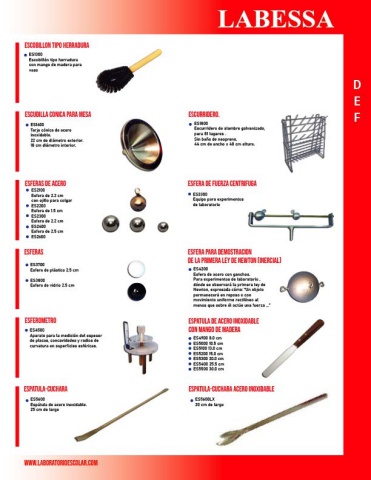 LABESSA
D
E
F
ESCOBILLON TIPO HERRADURA
Escobillón tipo herradura
con mango de madera para
vaso
ESCUDILLA CONICA PARA MESA
ES1600
Tarja cónica de acero
inoxidable.
22 cm de diámetro exterior.
18 cm diámetro interior.
ESCURRIDERO.
ES1800
Escurridero de alambre galvanizado,
para 81 lugares .
Sin baño de neopreno.
44 cm de ancho x 48 cm altura.
ESFERAS DE ACERO
ES2100
Esfera de 2.2 cm
con ojillo para colgar
ES2200
Esfera de 1.5 cm
ES2300
Esfera de 2.2 cm
ES2400
Esfera de 2.5 cm
ES2600
ESFERA DE FUERZA CENTRIFUGA
ES3000
Equipo para experimentos
de laboratorio
ESFERAS
ES3700
Esfera de plástico 2.5 cm
ES3800
Esfera de vidrio 2.5 cm
ESFERA PARA DEMOSTRACION
DE LA PRIMERA LEY DE NEWTON (INERCIAL)
ES4200
Esfera de acero con ganchos.
Para experimentos de laboratorio ,
dónde se observará la primera ley de
Newton, expresada cómo: "Un objeto
permanecerá en reposo o con
movimiento uniforme rectilíneo al
menos que sobre él actúe una fuerza ..."
ESFEROMETRO
ES4500
Aparato para la medición del espesor
de placas, concavidades y radios de
curvatura en superficies esféricas.
ESPATULA DE ACERO INOXIDABLE
CON MANGO DE MADERA
ES4900 8.0 cm
ES5000 10.5 cm
ES5100 13.0 cm
ES5200 15.0 cm
ES5300 20.0 cm
ES5400 25.5 cm
ES5500 30.0 cm
ESPATULA-CUCHARA
ES5600
Espátula de acero inoxidable.
25 cm de largo
ESPATULA-CUCHARA ACERO INOXIDABLE
ES5600LX
20 cm de largo
WWW.LABORATORIOESCOLAR.COM